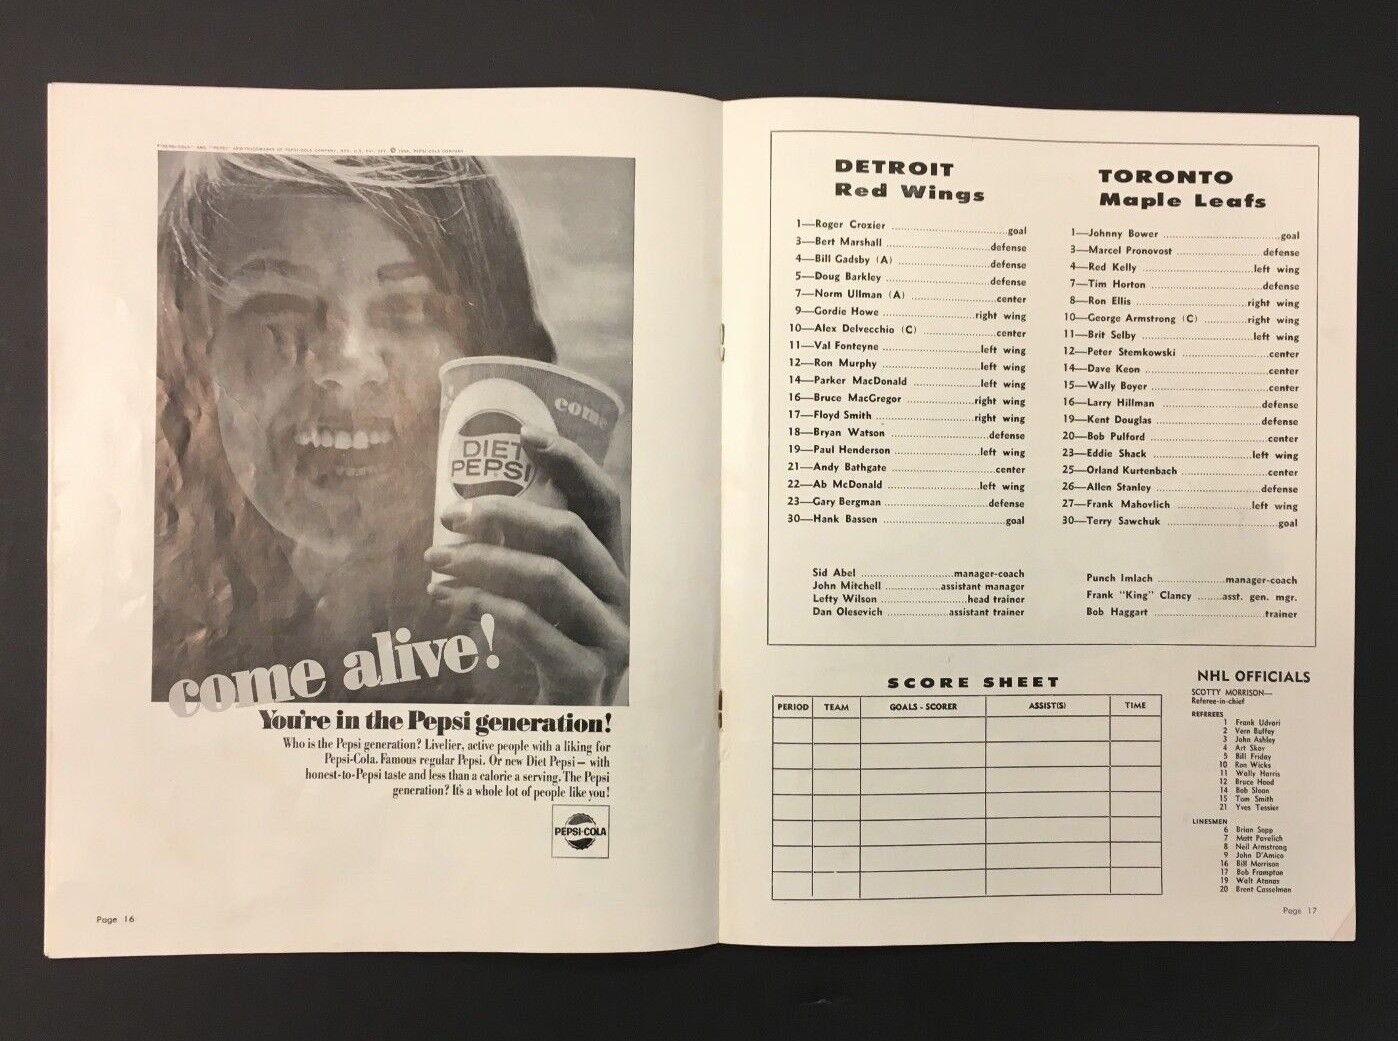 "PEPSI-COLA" AND "PEPSI" ARE TRADEMARKS OF PEPSI-COLA COMPANY, REG. U.S. PAT. OFF. © PEPSI-COLA COMPANY
come
DIET
PEPSI
come alive!
You're in the Pepsi generation!
Who is the Pepsi generation? Livelier, active people with a liking for
Pepsi-Cola. Famous regular Pepsi. Or new Diet Pepsi — with
honest-to-Pepsi taste and less than a calorie a serving. The Pepsi
generation? It's a whole lot of people like you!
PEPSI-COLA
Page 16
DETROIT
Red Wings
1—Roger Crozier goal
3—Bert Marshall defense
4—Bill Gadsby (A) defense
5—Doug Barkley defense
7—Norm Ullman (A) center
9—Gordie Howe right wing
10—Alex Delvecchio (C) center
11—Val Fonteyne left wing
12—Ron Murphy left wing
14—Parker MacDonald left wing
16—Bruce MacGregor right wing
17—Floyd Smith right wing
18—Bryan Watson defense
19—Paul Henderson left wing
21—Andy Bathgate center
22—Ab McDonald left wing
23—Gary Bergman defense
30—Hank Bassen goal
Sid Abel manager-coach
John Mitchell assistant manager
Lefty Wilson head trainer
Dan Olesevich assistant trainer
TORONTO
Maple Leafs
1—Johnny Bower goal
3—Marcel Pronovost defense
4—Red Kelly left wing
7—Tim Horton defense
8—Ron Ellis right wing
10—George Armstrong (C) right wing
11—Brit Selby left wing
12—Peter Stemkowski center
14—Dave Keon center
15—Wally Boyer center
16—Larry Hillman defense
19—Kent Douglas defense
20—Bob Pulford center
23—Eddie Shack left wing
25—Orland Kurtenbach center
26—Allen Stanley defense
27—Frank Mahovlich left wing
30—Terry Sawchuk goal
Punch Imlach manager-coach
Frank "King" Clancy asst. gen. mgr.
Bob Haggart trainer
SCORE SHEET
PERIOD TEAM GOALS - SCORER ASSIST(S) TIME
NHL OFFICIALS
SCOTTY MORRISON—
Referee-in-chief
REFEREES
1 Frank Udvari
2 Vern Buffey
3 John Ashley
4 Art Skov
5 Bill Friday
10 Ron Wicks
11 Wally Harris
12 Bruce Hood
14 Bob Sloan
15 Tom Smith
21 Yves Tessier
LINESMEN
6 Brian Sopp
7 Matt Pavelich
8 Neil Armstrong
9 John D'Amico
16 Bill Morrison
17 Bob Frampton
19 Walt Atanas
20 Brent Casselman
Page 17